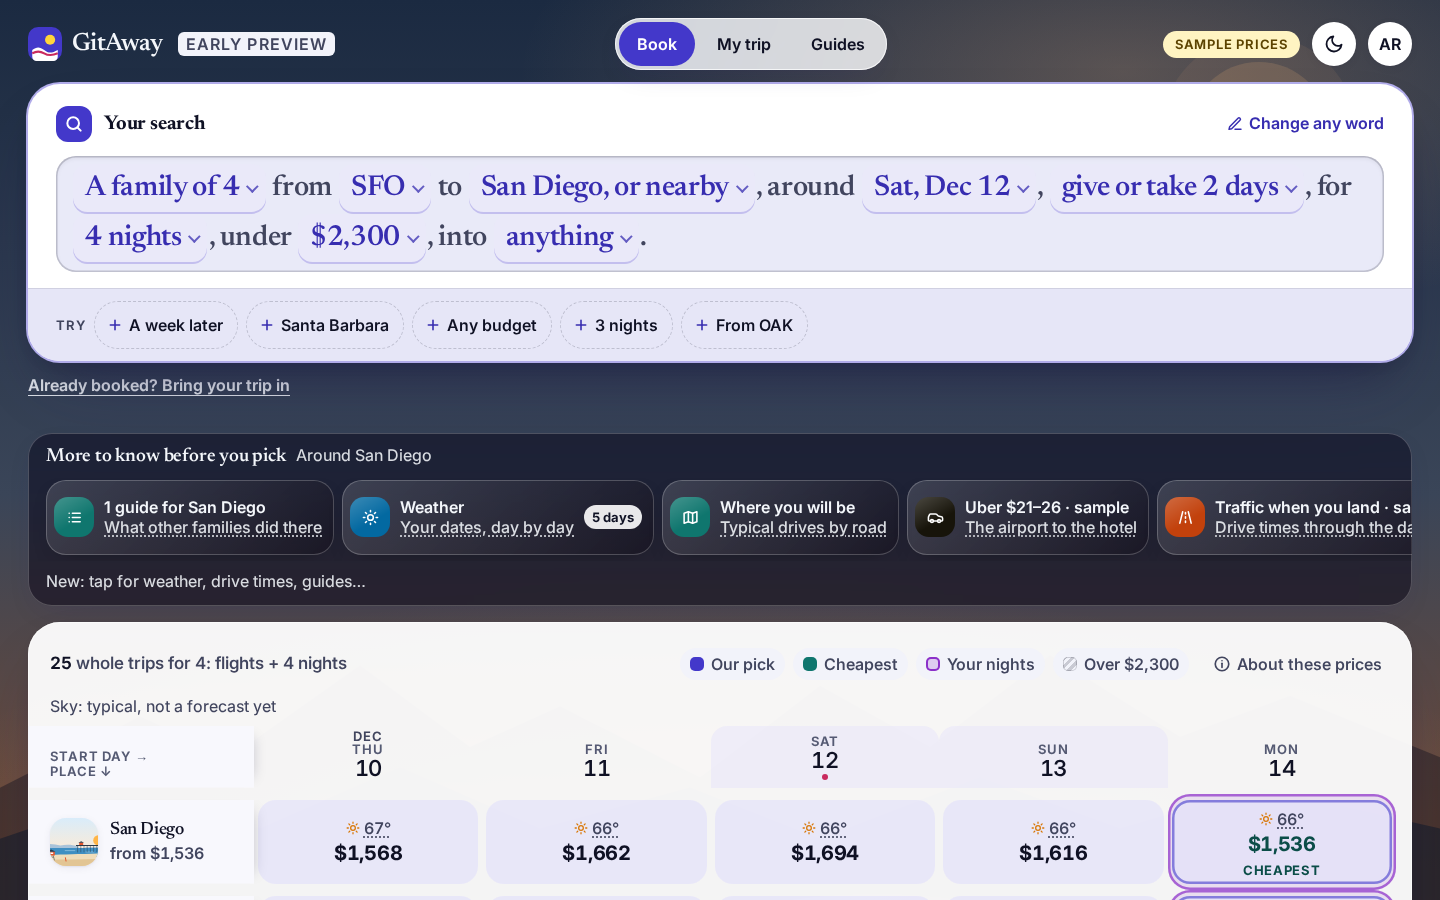 GitAway EARLY PREVIEW
Book My trip Guides
SAMPLE PRICES AR
Your search
Change any word
A family of 4 from SFO to San Diego, or nearby , around Sat, Dec 12 , give or take 2 days , for
4 nights , under $2,300 , into anything .
TRY + A week later + Santa Barbara + Any budget + 3 nights + From OAK
Already booked? Bring your trip in
More to know before you pick Around San Diego
1 guide for San Diego
What other families did there
Weather
Your dates, day by day
5 days
Where you will be
Typical drives by road
Uber $21–26 · sample
The airport to the hotel
Traffic when you land · sa
Drive times through the da
New: tap for weather, drive times, guides...
25 whole trips for 4: flights + 4 nights
Our pick Cheapest Your nights Over $2,300 About these prices
Sky: typical, not a forecast yet
START DAY →
PLACE ↓
DEC
THU
10
FRI
11
SAT
12
SUN
13
MON
14
San Diego
from $1,536
67°
$1,568
66°
$1,662
66°
$1,694
66°
$1,616
66°
$1,536
CHEAPEST